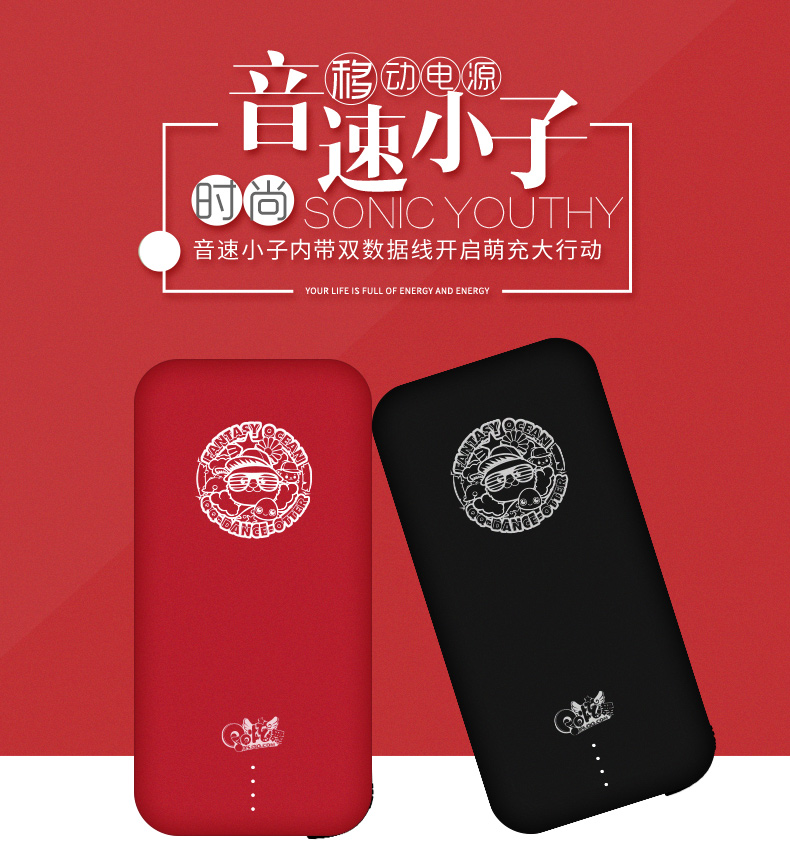 移动电源
音速小子
时尚 SONIC YOUTHY
音速小子内带双数据线开启萌充大行动
YOUR LIFE IS FULL OF ENERGY AND ENERGY
FANTASY OCEAN
QQ-DANCE-OTTER
FANTASY OCEAN
QQ-DANCE-OTTER